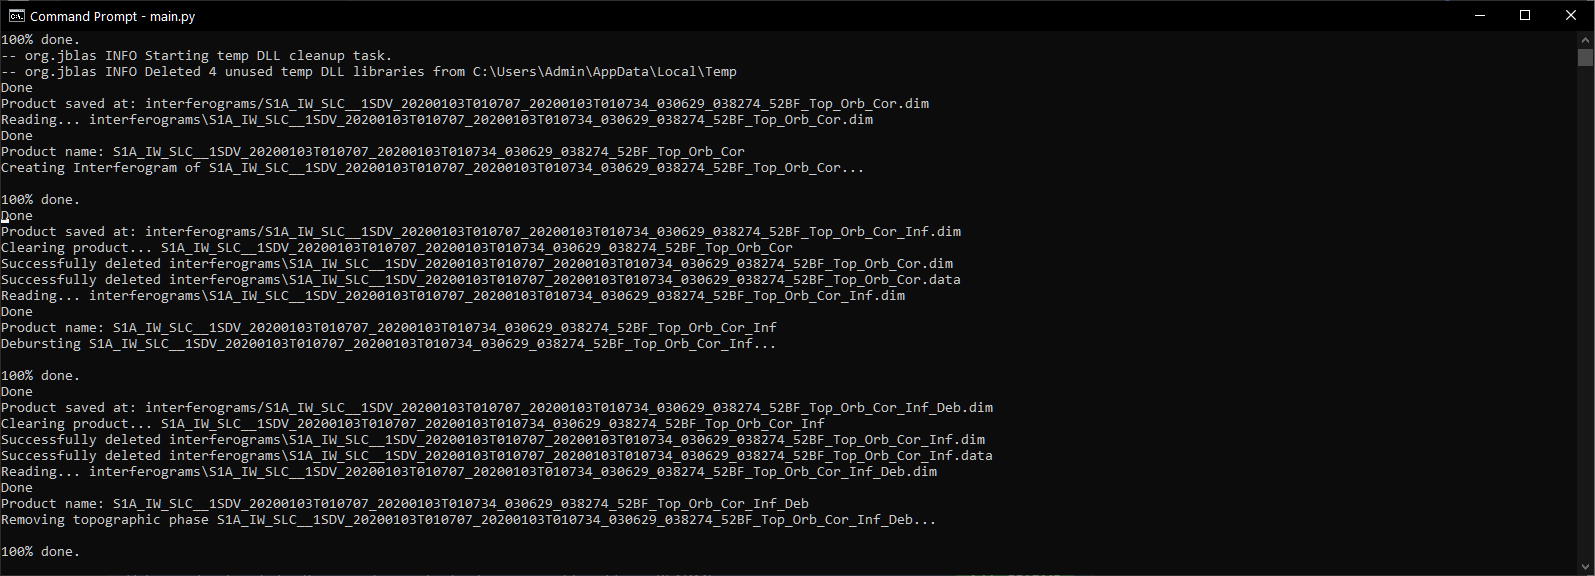 Command Prompt - main.py
100% done.
-- org.jblas INFO Starting temp DLL cleanup task.
-- org.jblas INFO Deleted 4 unused temp DLL libraries from C:\Users\Admin\AppData\Local\Temp
Done
Product saved at: interferograms/S1A_IW_SLC__1SDV_20200103T010707_20200103T010734_030629_038274_52BF_Top_Orb_Cor.dim
Reading... interferograms\S1A_IW_SLC__1SDV_20200103T010707_20200103T010734_030629_038274_52BF_Top_Orb_Cor.dim
Done
Product name: S1A_IW_SLC__1SDV_20200103T010707_20200103T010734_030629_038274_52BF_Top_Orb_Cor
Creating Interferogram of S1A_IW_SLC__1SDV_20200103T010707_20200103T010734_030629_038274_52BF_Top_Orb_Cor...
100% done.
Done
Product saved at: interferograms/S1A_IW_SLC__1SDV_20200103T010707_20200103T010734_030629_038274_52BF_Top_Orb_Cor_Inf.dim
Clearing product... S1A_IW_SLC__1SDV_20200103T010707_20200103T010734_030629_038274_52BF_Top_Orb_Cor
Successfully deleted interferograms\S1A_IW_SLC__1SDV_20200103T010707_20200103T010734_030629_038274_52BF_Top_Orb_Cor.dim
Successfully deleted interferograms\S1A_IW_SLC__1SDV_20200103T010707_20200103T010734_030629_038274_52BF_Top_Orb_Cor.data
Reading... interferograms\S1A_IW_SLC__1SDV_20200103T010707_20200103T010734_030629_038274_52BF_Top_Orb_Cor_Inf.dim
Done
Product name: S1A_IW_SLC__1SDV_20200103T010707_20200103T010734_030629_038274_52BF_Top_Orb_Cor_Inf
Debursting S1A_IW_SLC__1SDV_20200103T010707_20200103T010734_030629_038274_52BF_Top_Orb_Cor_Inf...
100% done.
Done
Product saved at: interferograms/S1A_IW_SLC__1SDV_20200103T010707_20200103T010734_030629_038274_52BF_Top_Orb_Cor_Inf_Deb.dim
Clearing product... S1A_IW_SLC__1SDV_20200103T010707_20200103T010734_030629_038274_52BF_Top_Orb_Cor_Inf
Successfully deleted interferograms\S1A_IW_SLC__1SDV_20200103T010707_20200103T010734_030629_038274_52BF_Top_Orb_Cor_Inf.dim
Successfully deleted interferograms\S1A_IW_SLC__1SDV_20200103T010707_20200103T010734_030629_038274_52BF_Top_Orb_Cor_Inf.data
Reading... interferograms\S1A_IW_SLC__1SDV_20200103T010707_20200103T010734_030629_038274_52BF_Top_Orb_Cor_Inf_Deb.dim
Done
Product name: S1A_IW_SLC__1SDV_20200103T010707_20200103T010734_030629_038274_52BF_Top_Orb_Cor_Inf_Deb
Removing topographic phase S1A_IW_SLC__1SDV_20200103T010707_20200103T010734_030629_038274_52BF_Top_Orb_Cor_Inf_Deb...
100% done.